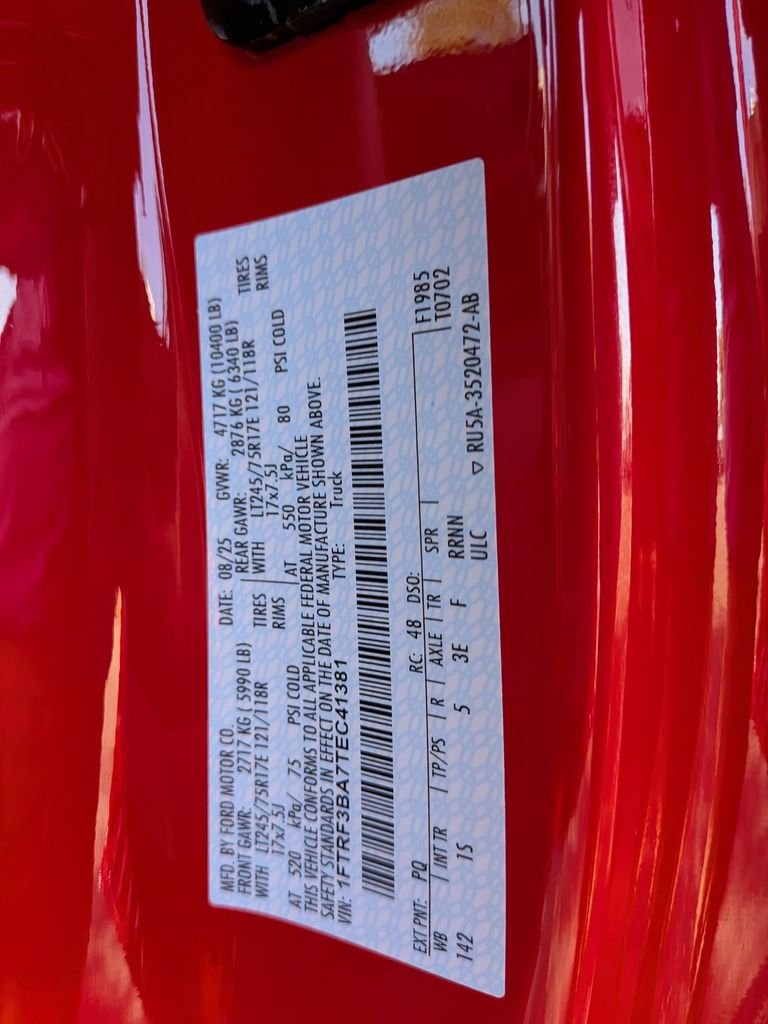 MFD. BY FORD MOTOR CO. DATE: 08/25 GVWR: 4717 KG (10400 LB)
FRONT GAWR: 2717 KG ( 5990 LB) REAR GAWR: 2876 KG ( 6340 LB)
WITH LT245/75R17E 121/118R TIRES WITH LT245/75R17E 121/118R TIRES
17x7.5J RIMS 17x7.5J RIMS
AT 520 kPa/ 75 PSI COLD AT 550 kPa/ 80 PSI COLD
THIS VEHICLE CONFORMS TO ALL APPLICABLE FEDERAL MOTOR VEHICLE
SAFETY STANDARDS IN EFFECT ON THE DATE OF MANUFACTURE SHOWN ABOVE.
VIN: 1FTRF3BA7TEC41381 TYPE: Truck
EXT PNT: PQ RC: 48 DSO: F1985
WB | INT TR | TP/PS | R | AXLE | TR | SPR | T0702
142 1S 5 3E F RRNN
ULC ▽ RU5A-3520472-AB